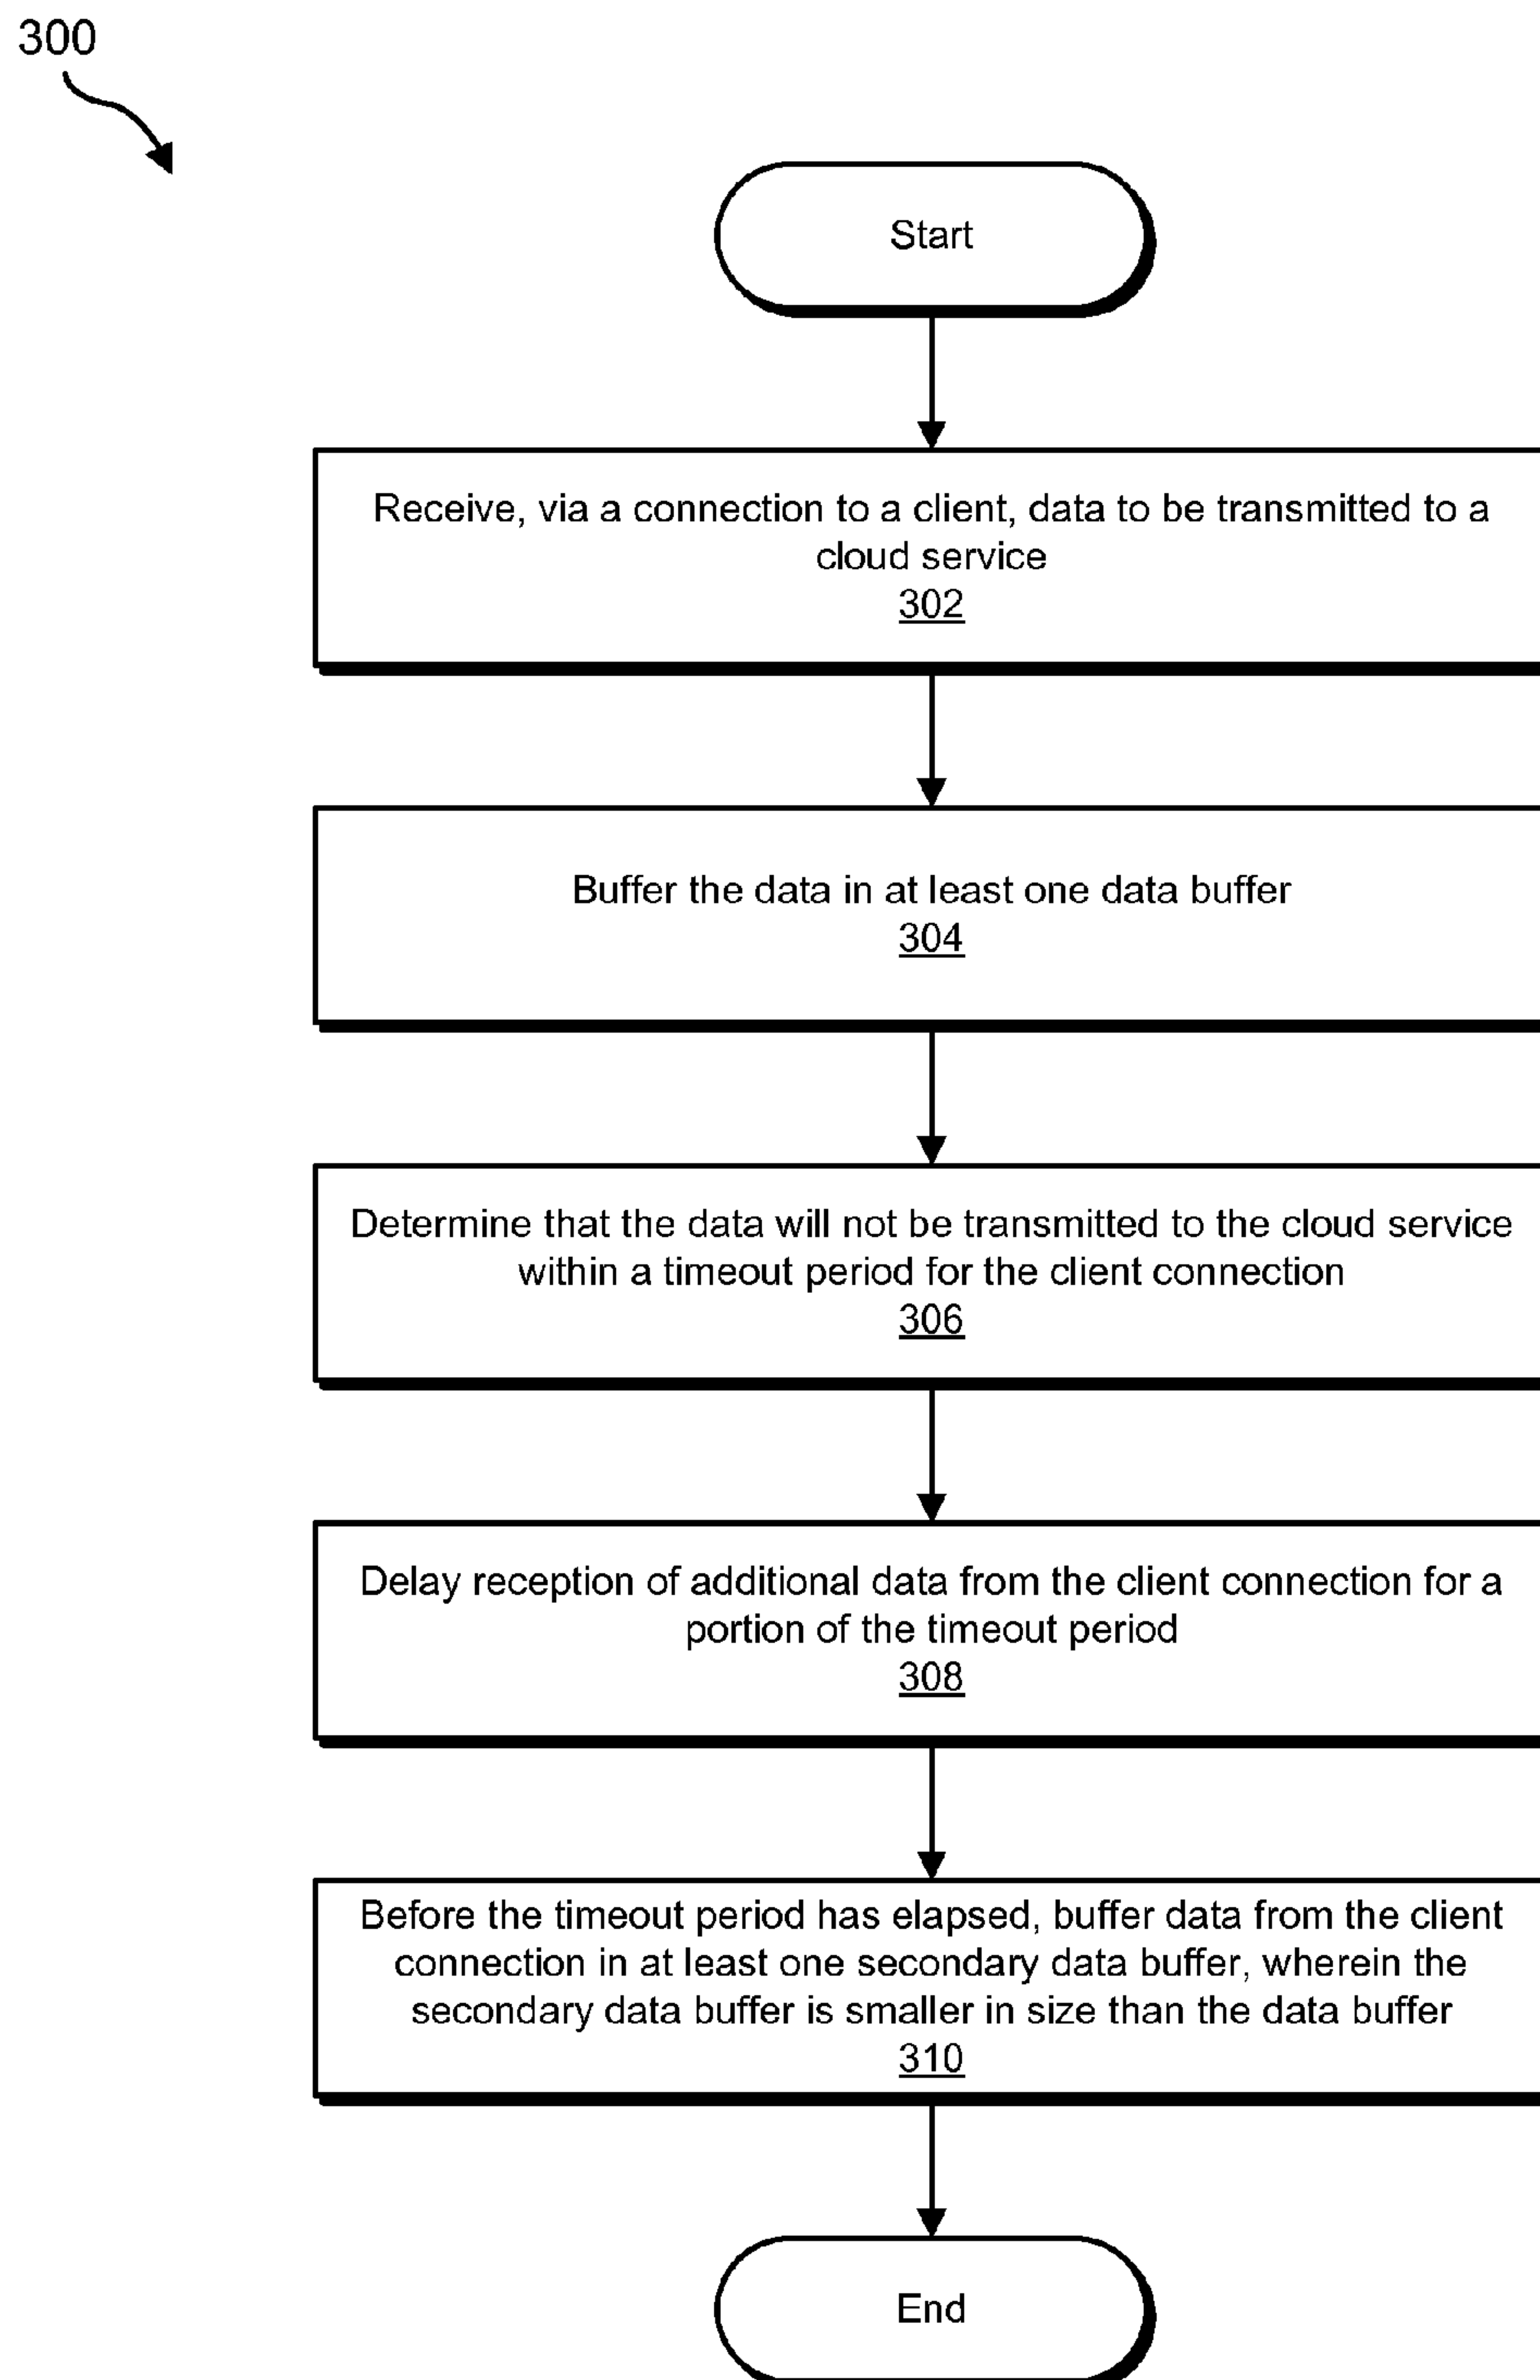 300
Start
Receive, via a connection to a client, data to be transmitted to a
cloud service
302
Buffer the data in at least one data buffer
304
Determine that the data will not be transmitted to the cloud service
within a timeout period for the client connection
306
Delay reception of additional data from the client connection for a
portion of the timeout period
308
Before the timeout period has elapsed, buffer data from the client
connection in at least one secondary data buffer, wherein the
secondary data buffer is smaller in size than the data buffer
310
End